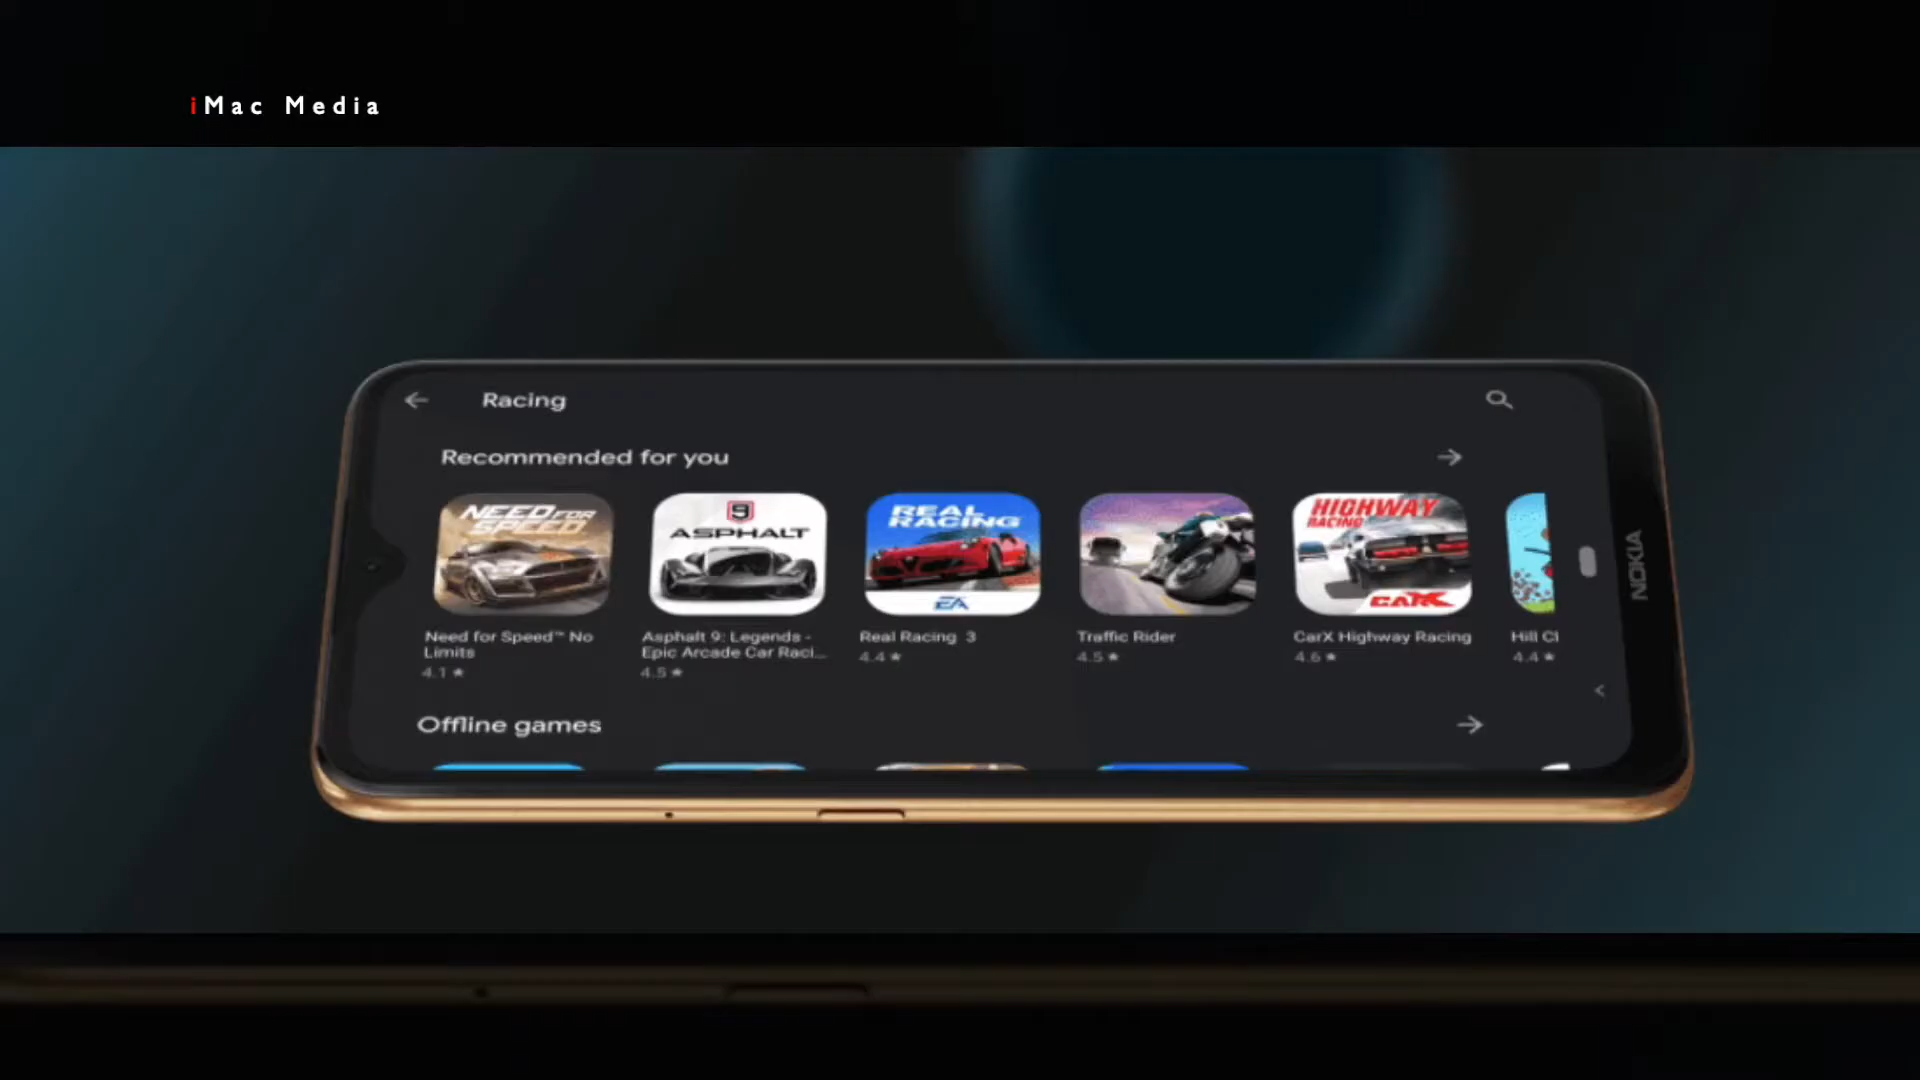 iMac Media
Racing
Recommended for you
NEED FOR SPEED
9
ASPHALT
REAL RACING
EA
HIGHWAY RACING
CARX
Need for Speed™ No Limits
4.1 ★
Asphalt 9: Legends - Epic Arcade Car Raci...
4.5 ★
Real Racing 3
4.4 ★
Traffic Rider
4.5 ★
CarX Highway Racing
4.6 ★
Hill Cl
4.4 ★
Offline games
NOKIA